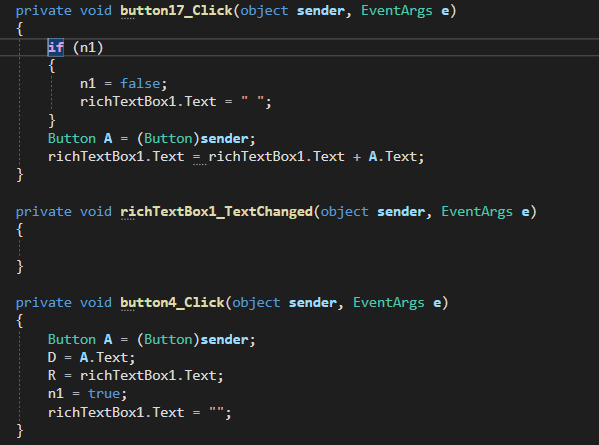 private void button17_Click(object sender, EventArgs e)
{
if (n1)
{
n1 = false;
richTextBox1.Text = " ";
}
Button A = (Button)sender;
richTextBox1.Text = richTextBox1.Text + A.Text;
}
private void richTextBox1_TextChanged(object sender, EventArgs e)
{
}
private void button4_Click(object sender, EventArgs e)
{
Button A = (Button)sender;
D = A.Text;
R = richTextBox1.Text;
n1 = true;
richTextBox1.Text = "";
}